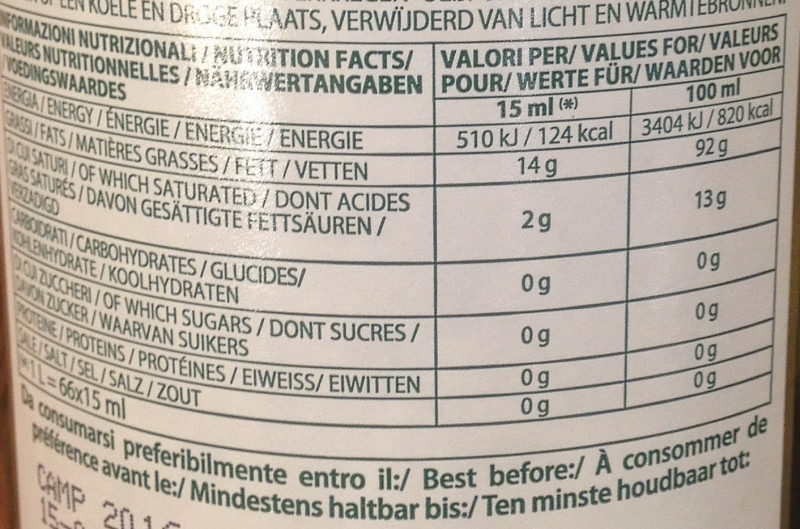 KOELE EN DROGE PLAATS, VERWIJDERD VAN LICHT EN WARMTEBRONNEN
INFORMAZIONI NUTRIZIONALI / NUTRITION FACTS/
VALEURS NUTRITIONNELLES / NÄHRWERTANGABEN
/VOEDINGSWAARDES
VALORI PER/ VALUES FOR/ VALEURS
POUR/ WERTE FÜR/ WAARDEN VOOR
15 ml (*) 100 ml
ENERGIA / ENERGY / ÉNERGIE / ENERGIE / ENERGIE 510 kJ / 124 kcal 3404 kJ / 820 kcal
GRASSI / FATS / MATIÈRES GRASSES / FETT / VETTEN 14 g 92 g
DI CUI SATURI / OF WHICH SATURATED / DONT ACIDES
GRAS SATURÉS / DAVON GESÄTTIGTE FETTSÄUREN /
VERZADIGD 2 g 13 g
CARBOIDRATI / CARBOHYDRATES / GLUCIDES/
KOHLENHYDRATE / KOOLHYDRATEN 0 g 0 g
DI CUI ZUCCHERI / OF WHICH SUGARS / DONT SUCRES /
DAVON ZUCKER / WAARVAN SUIKERS 0 g 0 g
PROTEINE / PROTEINS / PROTÉINES / EIWEISS/ EIWITTEN 0 g 0 g
SALE / SALT / SEL / SALZ / ZOUT 0 g 0 g
(*) 1 L = 66x15 ml
Da consumarsi preferibilmente entro il:/ Best before:/ À consommer de
préférence avant le:/ Mindestens haltbar bis:/ Ten minste houdbaar tot:
CAMP